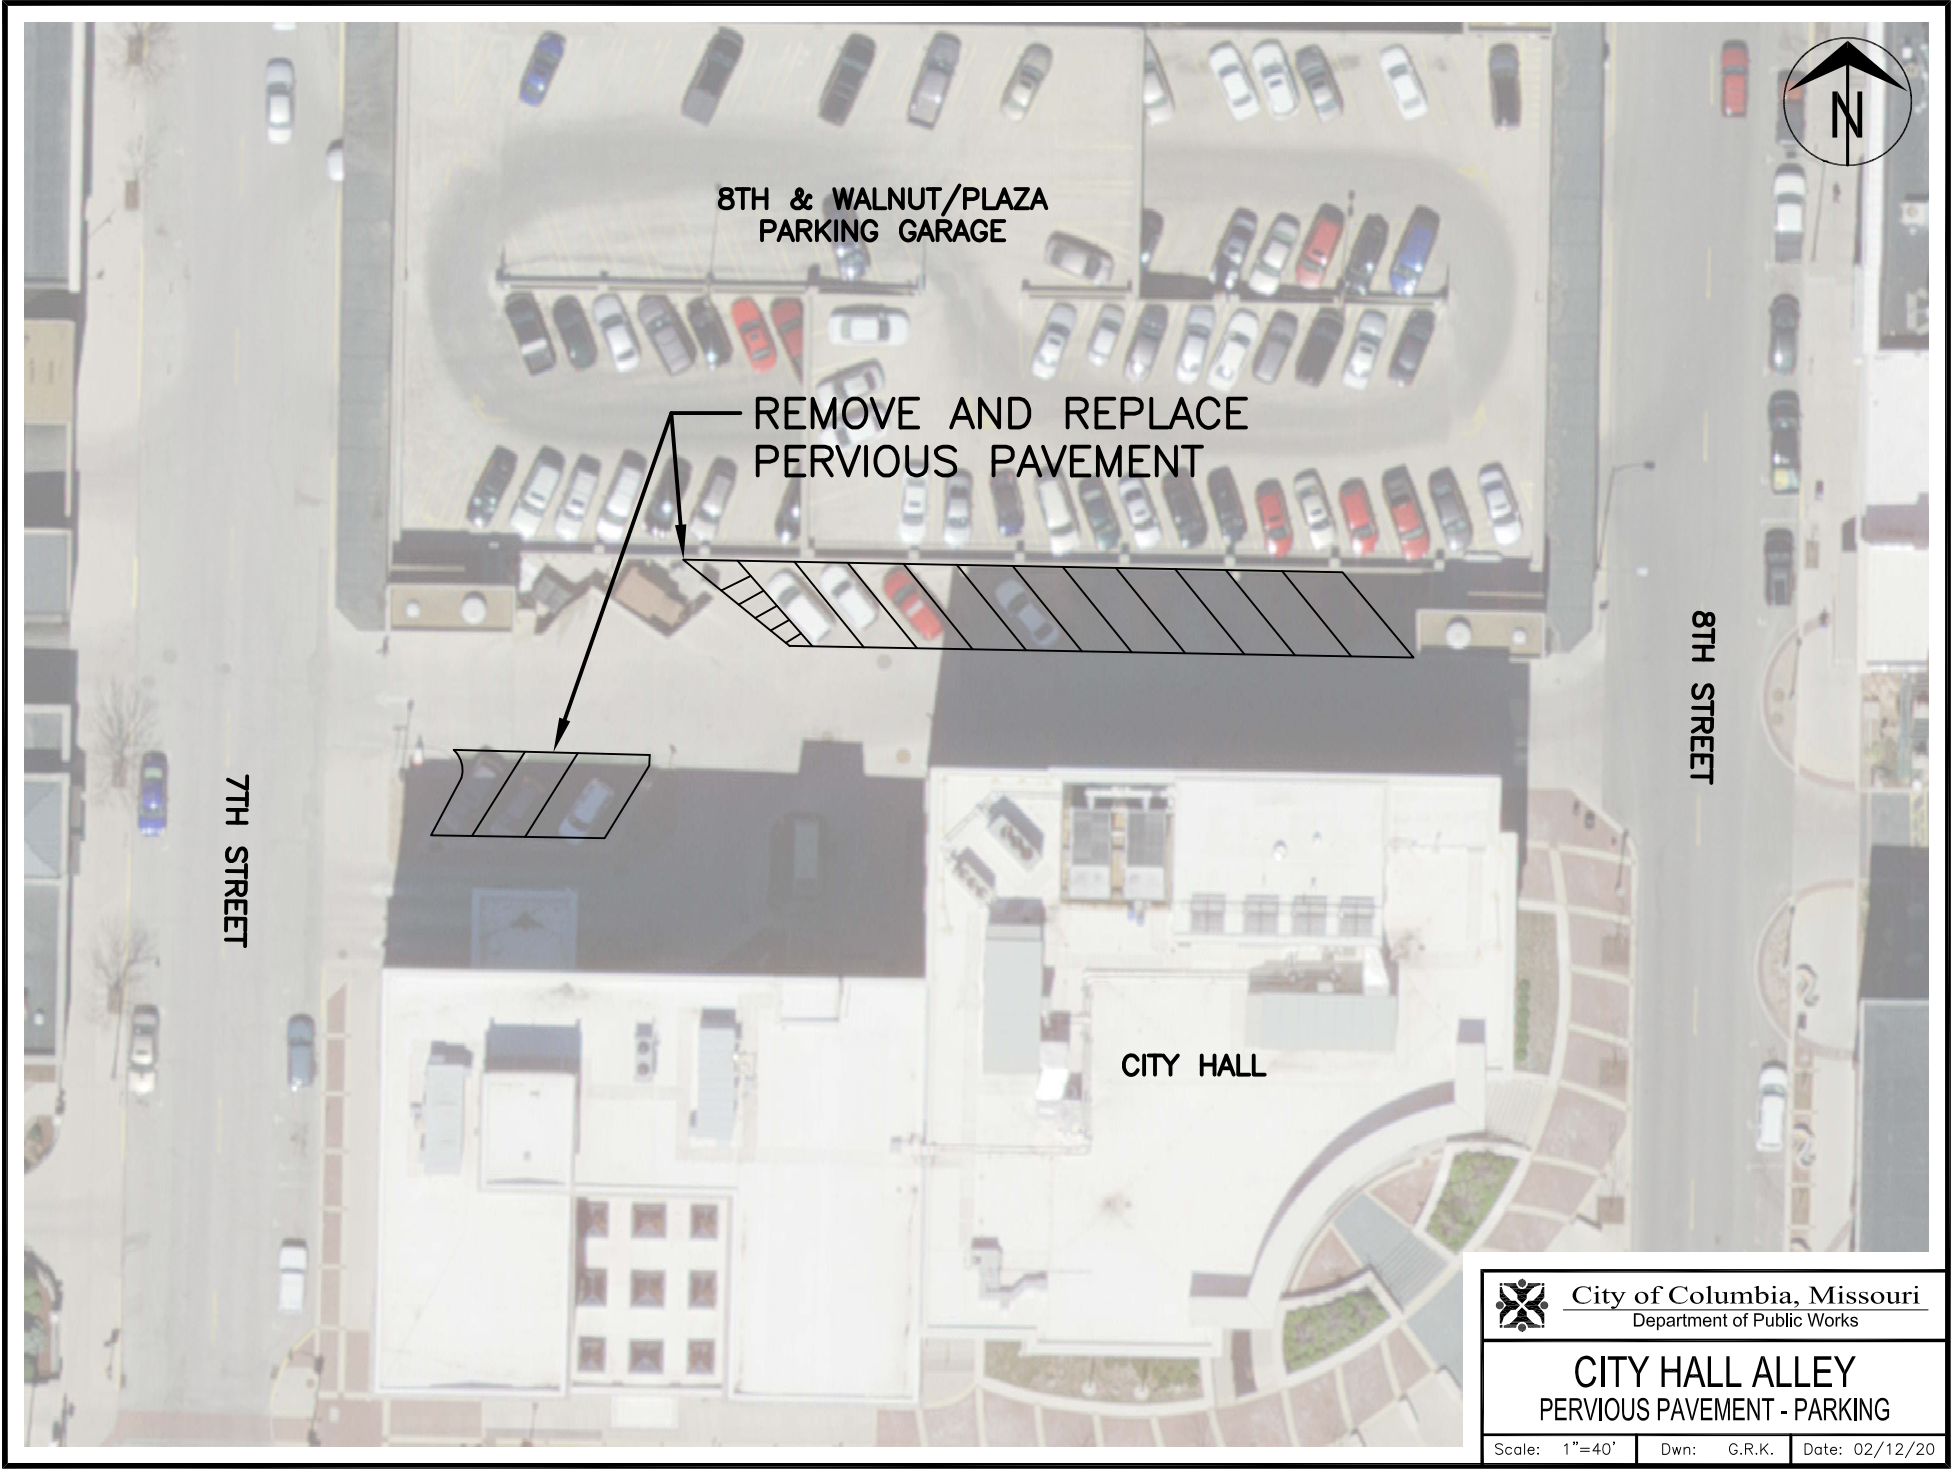 N
8TH & WALNUT/PLAZA
PARKING GARAGE
REMOVE AND REPLACE
PERVIOUS PAVEMENT
8TH STREET
7TH STREET
CITY HALL
City of Columbia, Missouri
Department of Public Works
CITY HALL ALLEY
PERVIOUS PAVEMENT - PARKING
Scale: 1"=40' Dwn: G.R.K. Date: 02/12/20